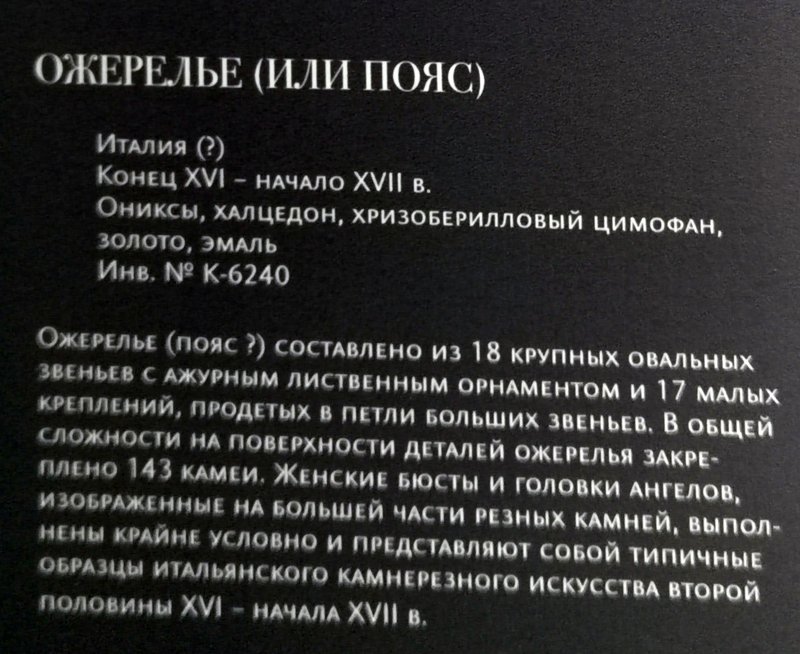 ОЖЕРЕЛЬЕ (ИЛИ ПОЯС)
Италия (?)
Конец XVI – начало XVII в.
Ониксы, халцедон, хризоберилловый цимофан,
золото, эмаль
Инв. № К-6240
Ожерелье (пояс ?) составлено из 18 крупных овальных
звеньев с ажурным лиственным орнаментом и 17 малых
креплений, продетых в петли больших звеньев. В общей
сложности на поверхности деталей ожерелья закре-
плено 143 камеи. Женские бюсты и головки ангелов,
изображенные на большей части резных камней, выпол-
нены крайне условно и представляют собой типичные
образцы итальянского камнерезного искусства второй
половины XVI – начала XVII в.